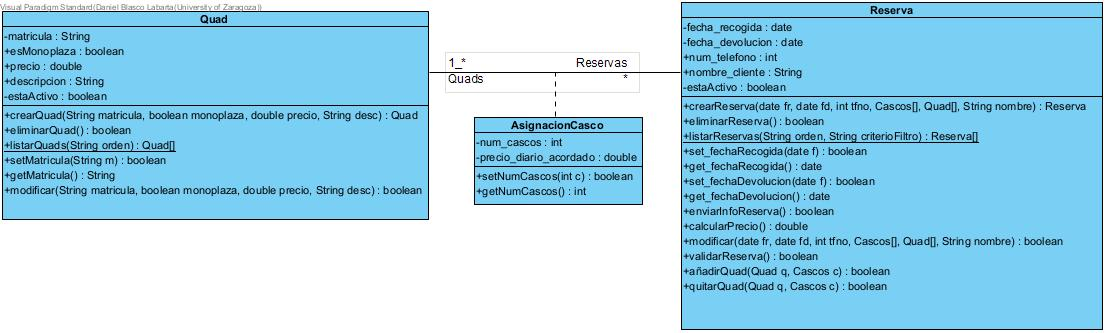 Visual Paradigm Standard(Daniel Blasco Labarta(University of Zaragoza))
Quad
-matricula : String
+esMonoplaza : boolean
+precio : double
+descripcion : String
-estaActivo : boolean
+crearQuad(String matricula, boolean monoplaza, double precio, String desc) : Quad
+eliminarQuad() : boolean
+listarQuads(String orden) : Quad[]
+setMatricula(String m) : boolean
+getMatricula() : String
+modificar(String matricula, boolean monoplaza, double precio, String desc) : boolean
1_*
Quads
Reservas
*
AsignacionCasco
-num_cascos : int
-precio_diario_acordado : double
+setNumCascos(int c) : boolean
+getNumCascos() : int
Reserva
-fecha_recogida : date
-fecha_devolucion : date
+num_telefono : int
+nombre_cliente : String
-estaActivo : boolean
+crearReserva(date fr, date fd, int tfno, Cascos[], Quad[], String nombre) : Reserva
+eliminarReserva() : boolean
+listarReservas(String orden, String criterioFiltro) : Reserva[]
+set_fechaRecogida(date f) : boolean
+get_fechaRecogida() : date
+set_fechaDevolucion(date f) : boolean
+get_fechaDevolucion() : date
+enviarInfoReserva() : boolean
+calcularPrecio() : double
+modificar(date fr, date fd, int tfno, Cascos[], Quad[], String nombre) : boolean
+validarReserva() : boolean
+añadirQuad(Quad q, Cascos c) : boolean
+quitarQuad(Quad q, Cascos c) : boolean